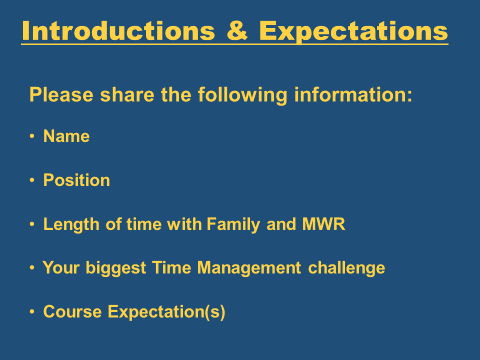 Introductions & Expectations
Please share the following information:
• Name
• Position
• Length of time with Family and MWR
• Your biggest Time Management challenge
• Course Expectation(s)